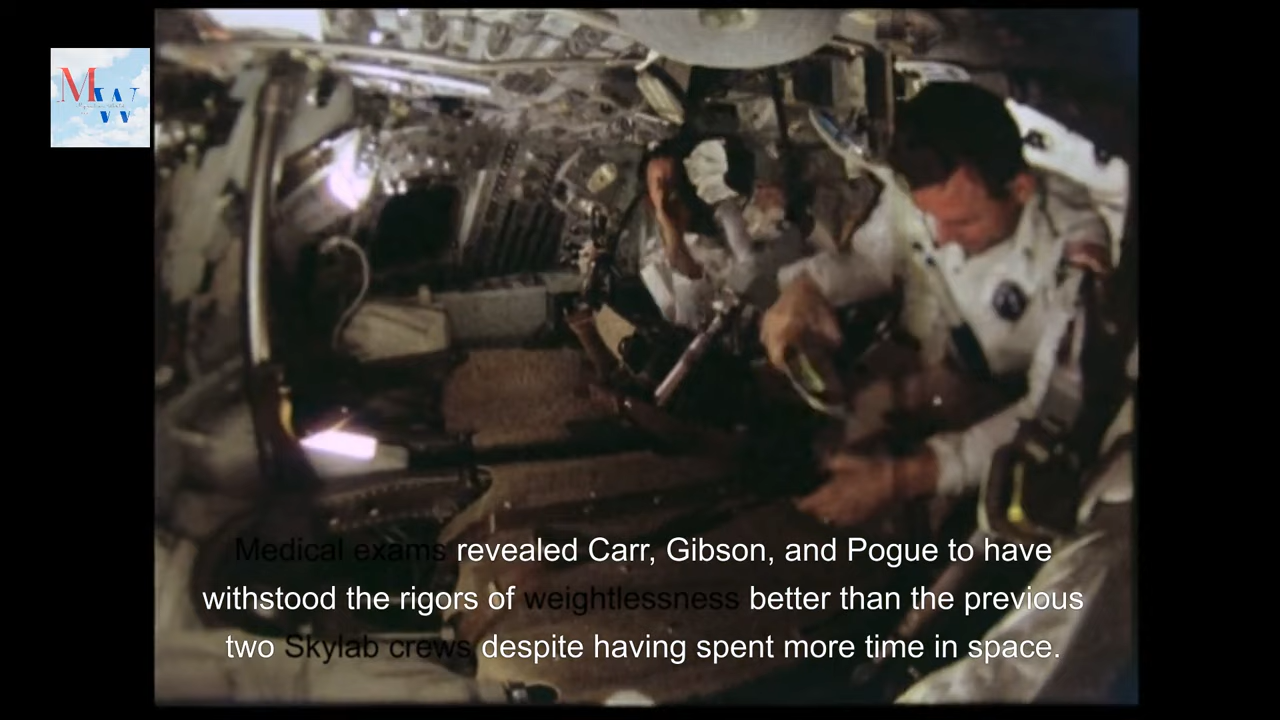 MW
Medical exams revealed Carr, Gibson, and Pogue to have
withstood the rigors of weightlessness better than the previous
two Skylab crews despite having spent more time in space.